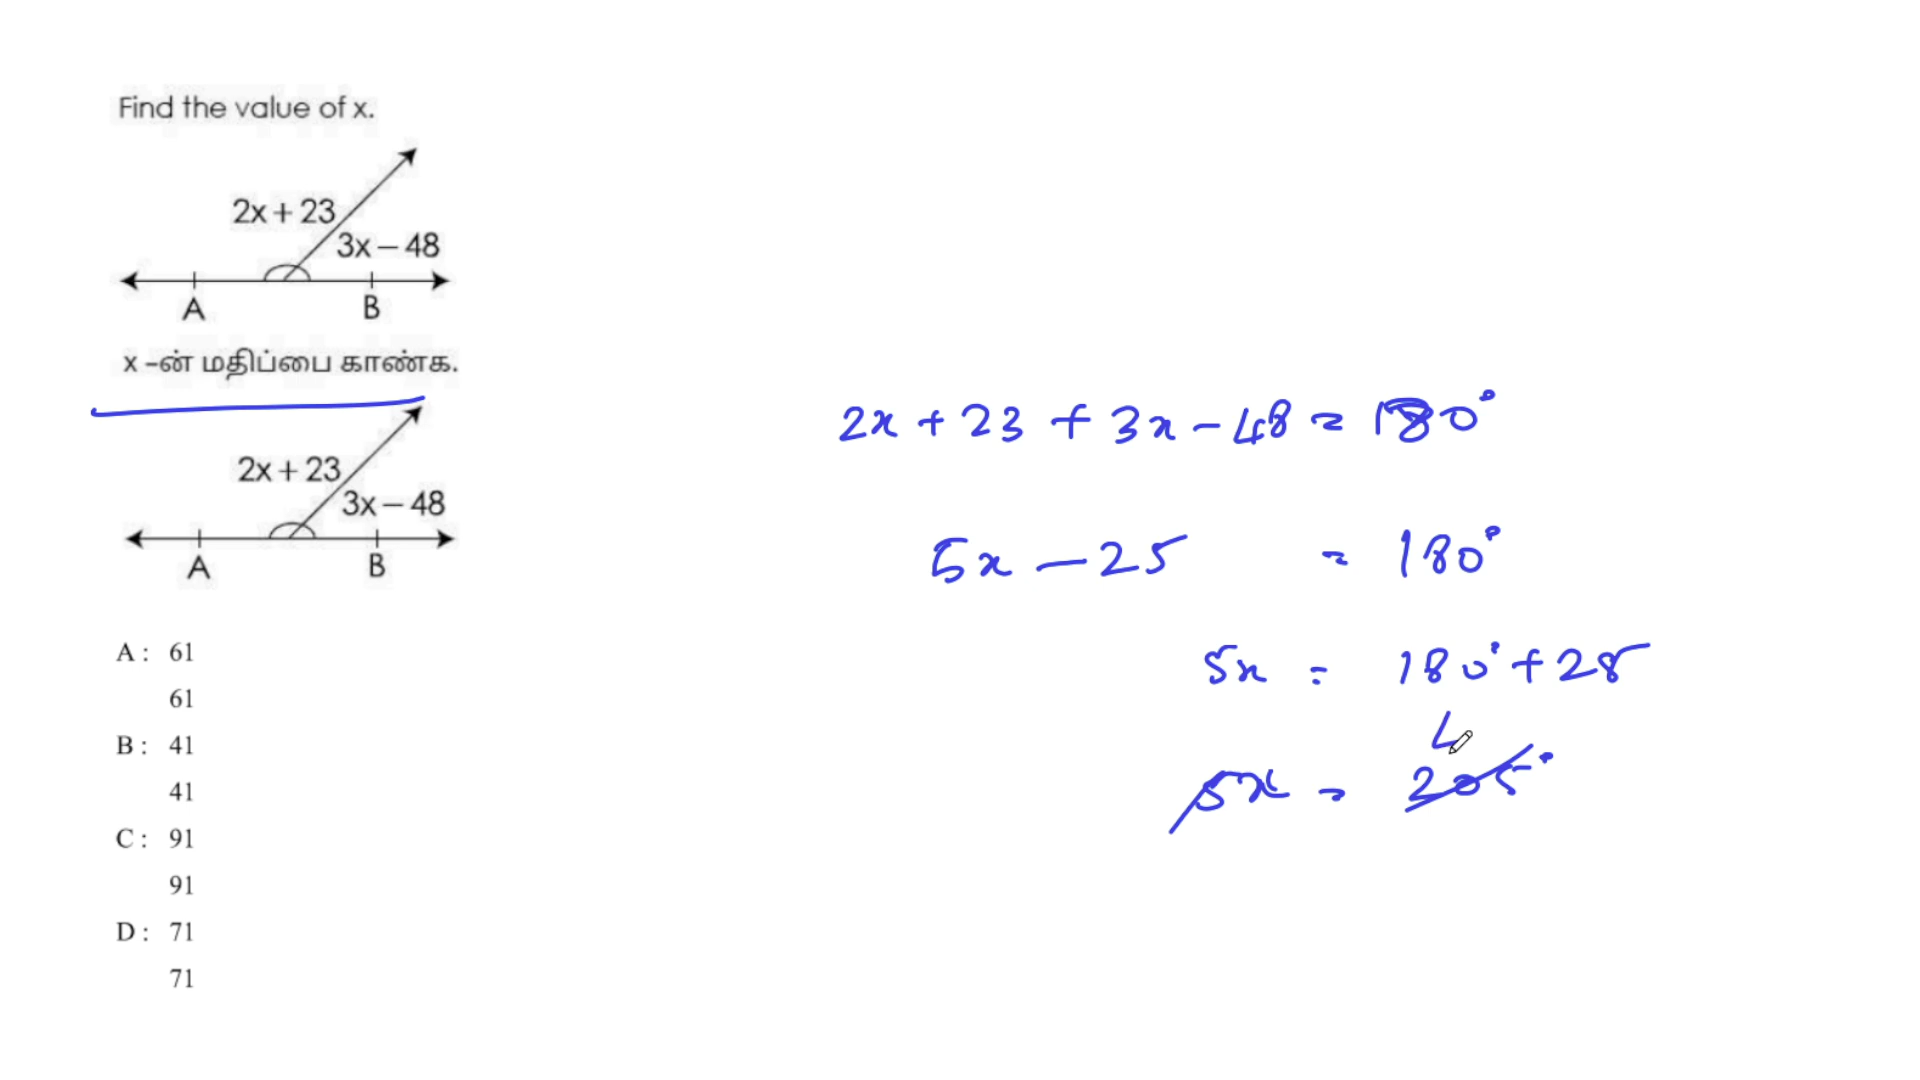 Find the value of x.
2x + 23
3x – 48
A B
x –ன் மதிப்பை காண்க.
2x + 23
3x – 48
A B
A : 61
61
B : 41
41
C : 91
91
D : 71
71
2x + 23 + 3x - 48 = 180°
5x - 25 = 180°
5x = 180° + 25
4
5x = 205°